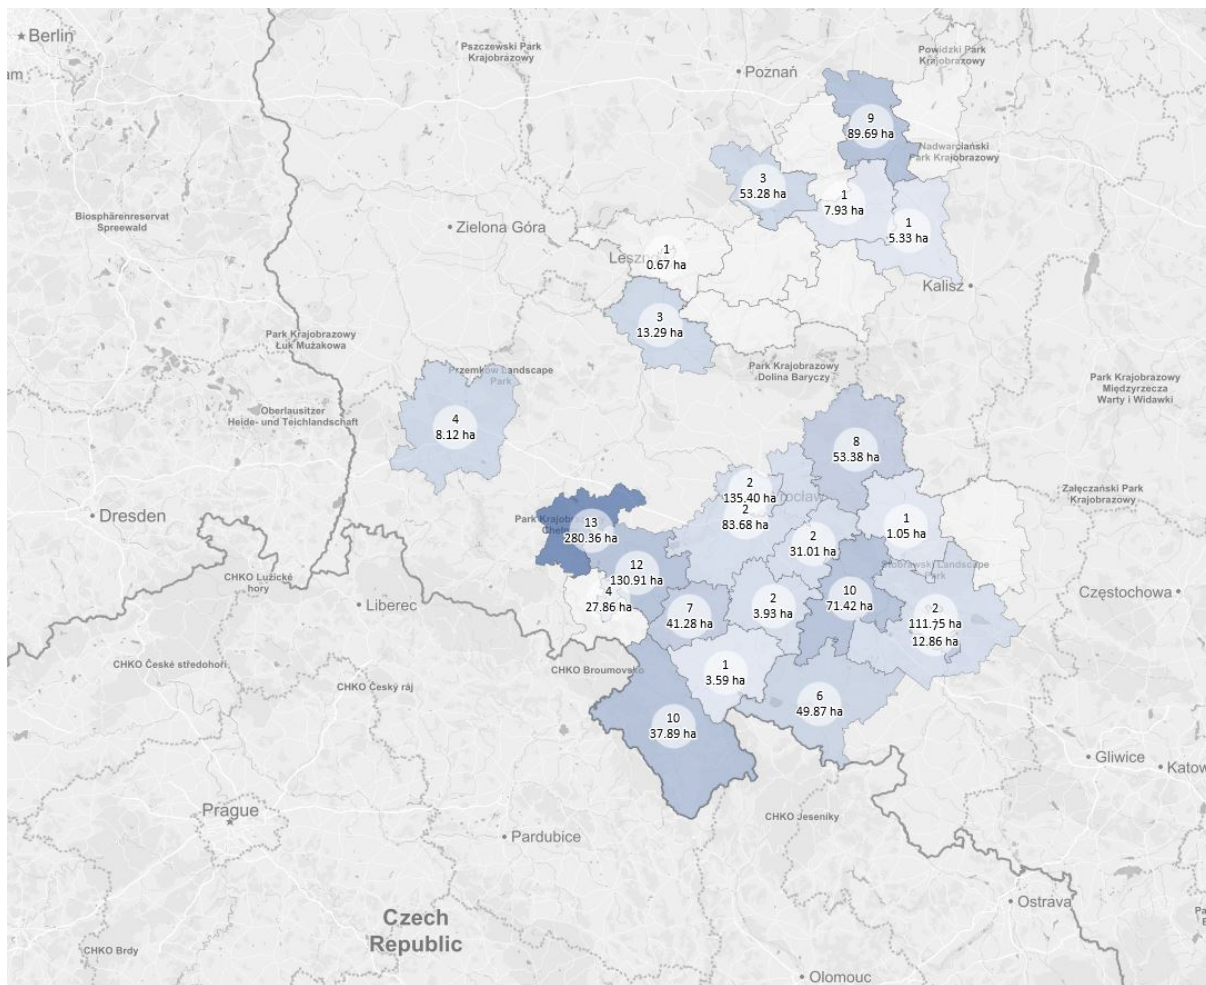 Berlin
am
Pszczewski Park
Krajobrazowy
Poznań
Powidzki Park
Krajobrazowy
9
89.69 ha
Nadwarciański
Park Krajobrazowy
3
53.28 ha
1
7.93 ha
1
5.33 ha
Biosphärenreservat
Spreewald
Zielona Góra
1
0.67 ha
Kalisz
3
13.29 ha
Park Krajobrazowy
Łuk Mużakowa
Przemków Landscape
Park
Park Krajobrazowy
Dolina Baryczy
Park Krajobrazowy
Międzyrzecza
Warty i Widawki
Oberlausitzer
Heide- und Teichlandschaft
4
8.12 ha
8
53.38 ha
Załęczański Park
Krajobrazowy
2
135.40 ha
2
83.68 ha
Dresden
13
280.36 ha
1
1.05 ha
2
31.01 ha
CHKO Lužické
hory
12
130.91 ha
Liberec
4
27.86 ha
7
41.28 ha
2
3.93 ha
10
71.42 ha
2
111.75 ha
12.86 ha
Landscape
Park
Częstochowa
CHKO České středohoří
CHKO Český ráj
CHKO Broumovsko
1
3.59 ha
6
49.87 ha
10
37.89 ha
Gliwice
Katow
Prague
Pardubice
CHKO Jeseníky
Ostrava
Czech
Republic
CHKO Brdy
Olomouc